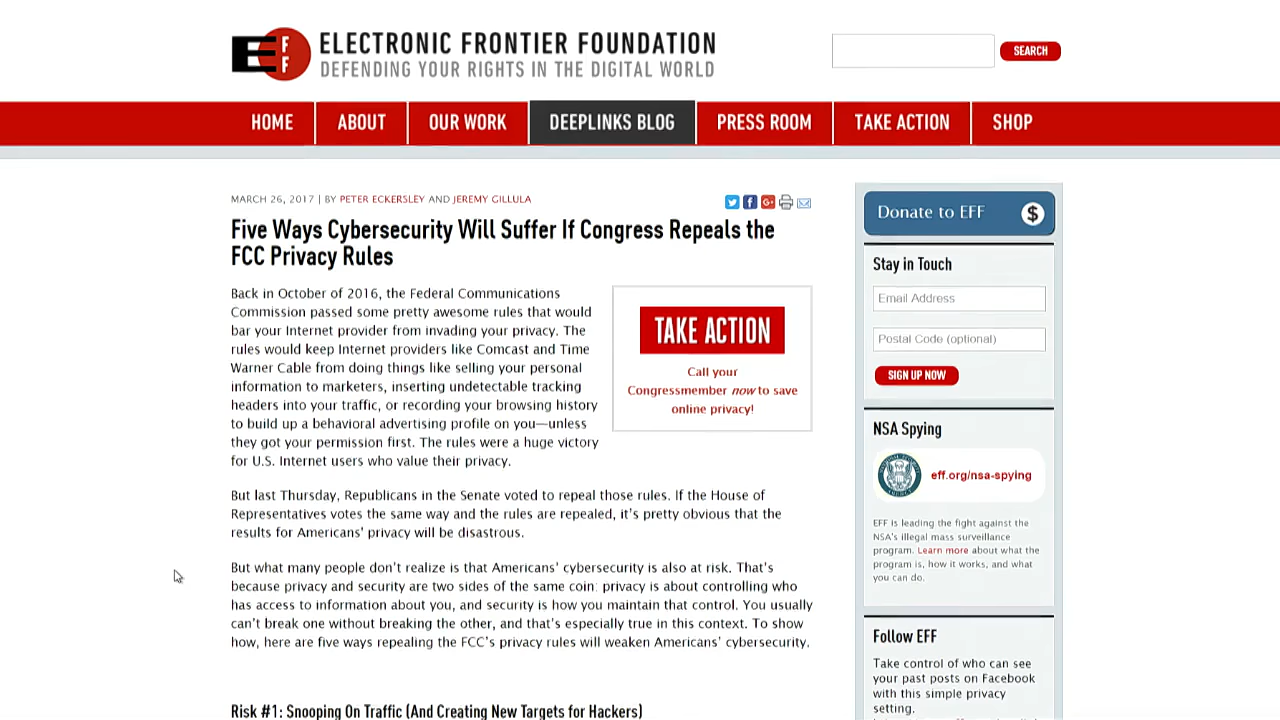 EFF
ELECTRONIC FRONTIER FOUNDATION
DEFENDING YOUR RIGHTS IN THE DIGITAL WORLD
SEARCH
HOME
ABOUT
OUR WORK
DEEPLINKS BLOG
PRESS ROOM
TAKE ACTION
SHOP
MARCH 26, 2017 | BY PETER ECKERSLEY AND JEREMY GILLULA
Five Ways Cybersecurity Will Suffer If Congress Repeals the
FCC Privacy Rules
Back in October of 2016, the Federal Communications
Commission passed some pretty awesome rules that would
bar your Internet provider from invading your privacy. The
rules would keep Internet providers like Comcast and Time
Warner Cable from doing things like selling your personal
information to marketers, inserting undetectable tracking
headers into your traffic, or recording your browsing history
to build up a behavioral advertising profile on you—unless
they got your permission first. The rules were a huge victory
for U.S. Internet users who value their privacy.
TAKE ACTION
Call your
Congressmember now to save
online privacy!
But last Thursday, Republicans in the Senate voted to repeal those rules. If the House of
Representatives votes the same way and the rules are repealed, it's pretty obvious that the
results for Americans' privacy will be disastrous.
But what many people don't realize is that Americans' cybersecurity is also at risk. That's
because privacy and security are two sides of the same coin: privacy is about controlling who
has access to information about you, and security is how you maintain that control. You usually
can't break one without breaking the other, and that's especially true in this context. To show
how, here are five ways repealing the FCC's privacy rules will weaken Americans' cybersecurity.
Risk #1: Snooping On Traffic (And Creating New Targets for Hackers)
Donate to EFF
$
Stay in Touch
Email Address
Postal Code (optional)
SIGN UP NOW
NSA Spying
eff.org/nsa-spying
EFF is leading the fight against the
NSA's illegal mass surveillance
program. Learn more about what the
program is, how it works, and what
you can do.
Follow EFF
Take control of who can see
your past posts on Facebook
with this simple privacy
setting.